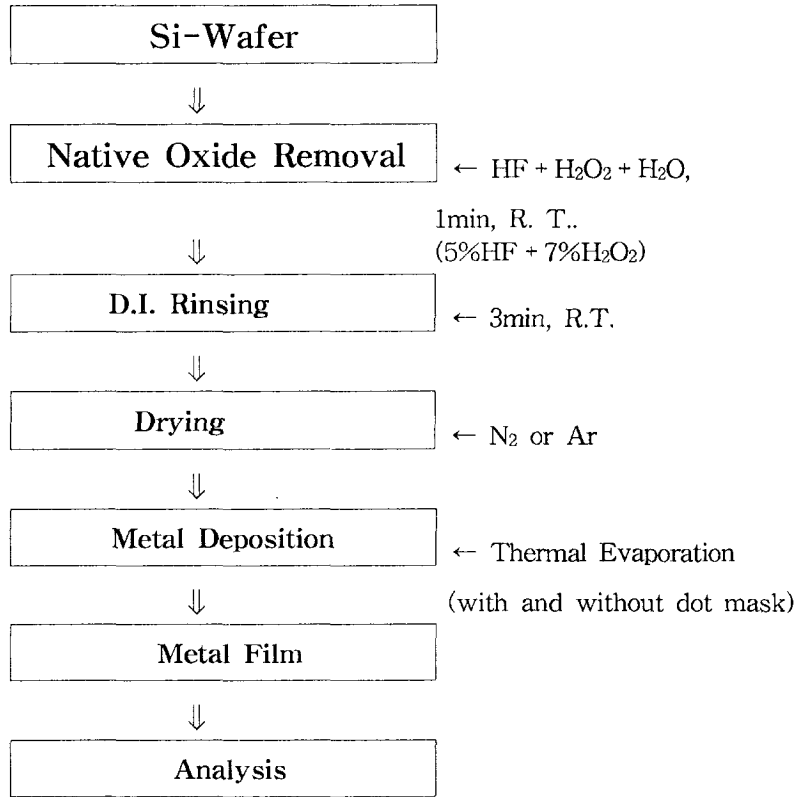 Si-Wafer
⇓
Native Oxide Removal
← HF + H₂O₂ + H₂O,
1min, R. T..
(5%HF + 7%H₂O₂)
⇓
D.I. Rinsing
← 3min, R.T.
⇓
Drying
← N₂ or Ar
⇓
Metal Deposition
← Thermal Evaporation
(with and without dot mask)
⇓
Metal Film
⇓
Analysis